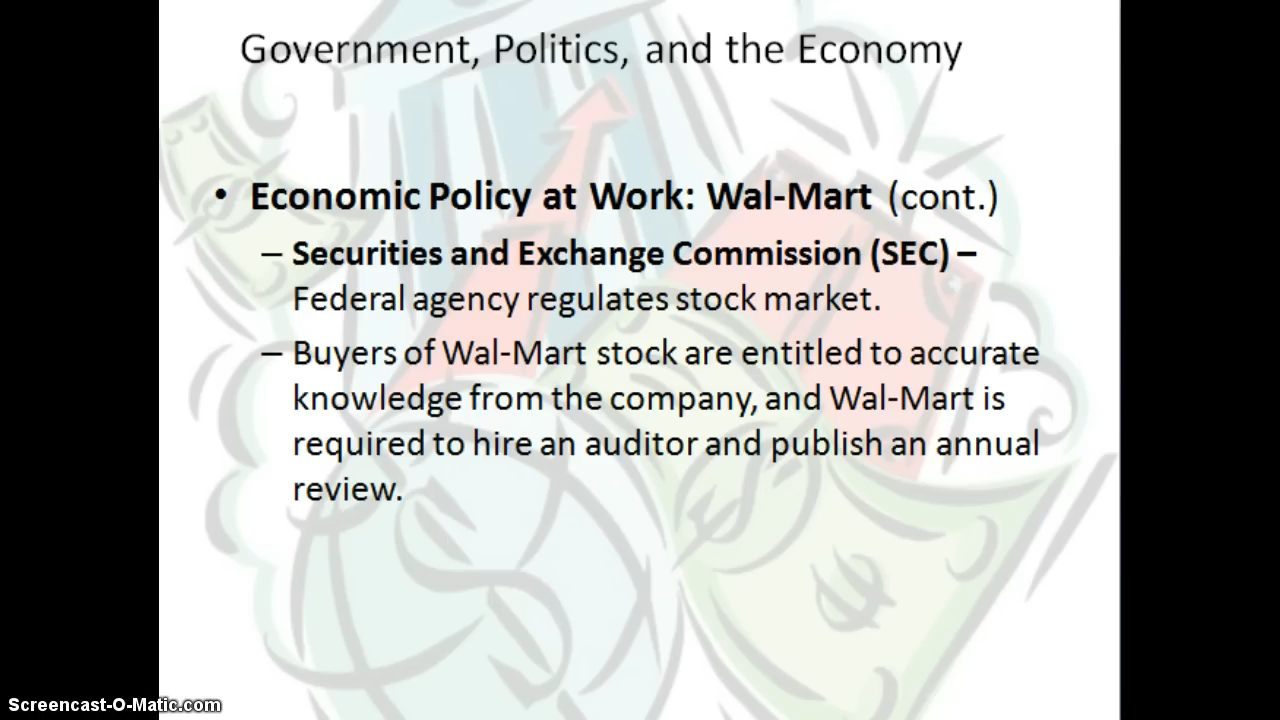 Government, Politics, and the Economy
• Economic Policy at Work: Wal-Mart (cont.)
– Securities and Exchange Commission (SEC) –
Federal agency regulates stock market.
– Buyers of Wal-Mart stock are entitled to accurate
knowledge from the company, and Wal-Mart is
required to hire an auditor and publish an annual
review.
Screencast-O-Matic.com